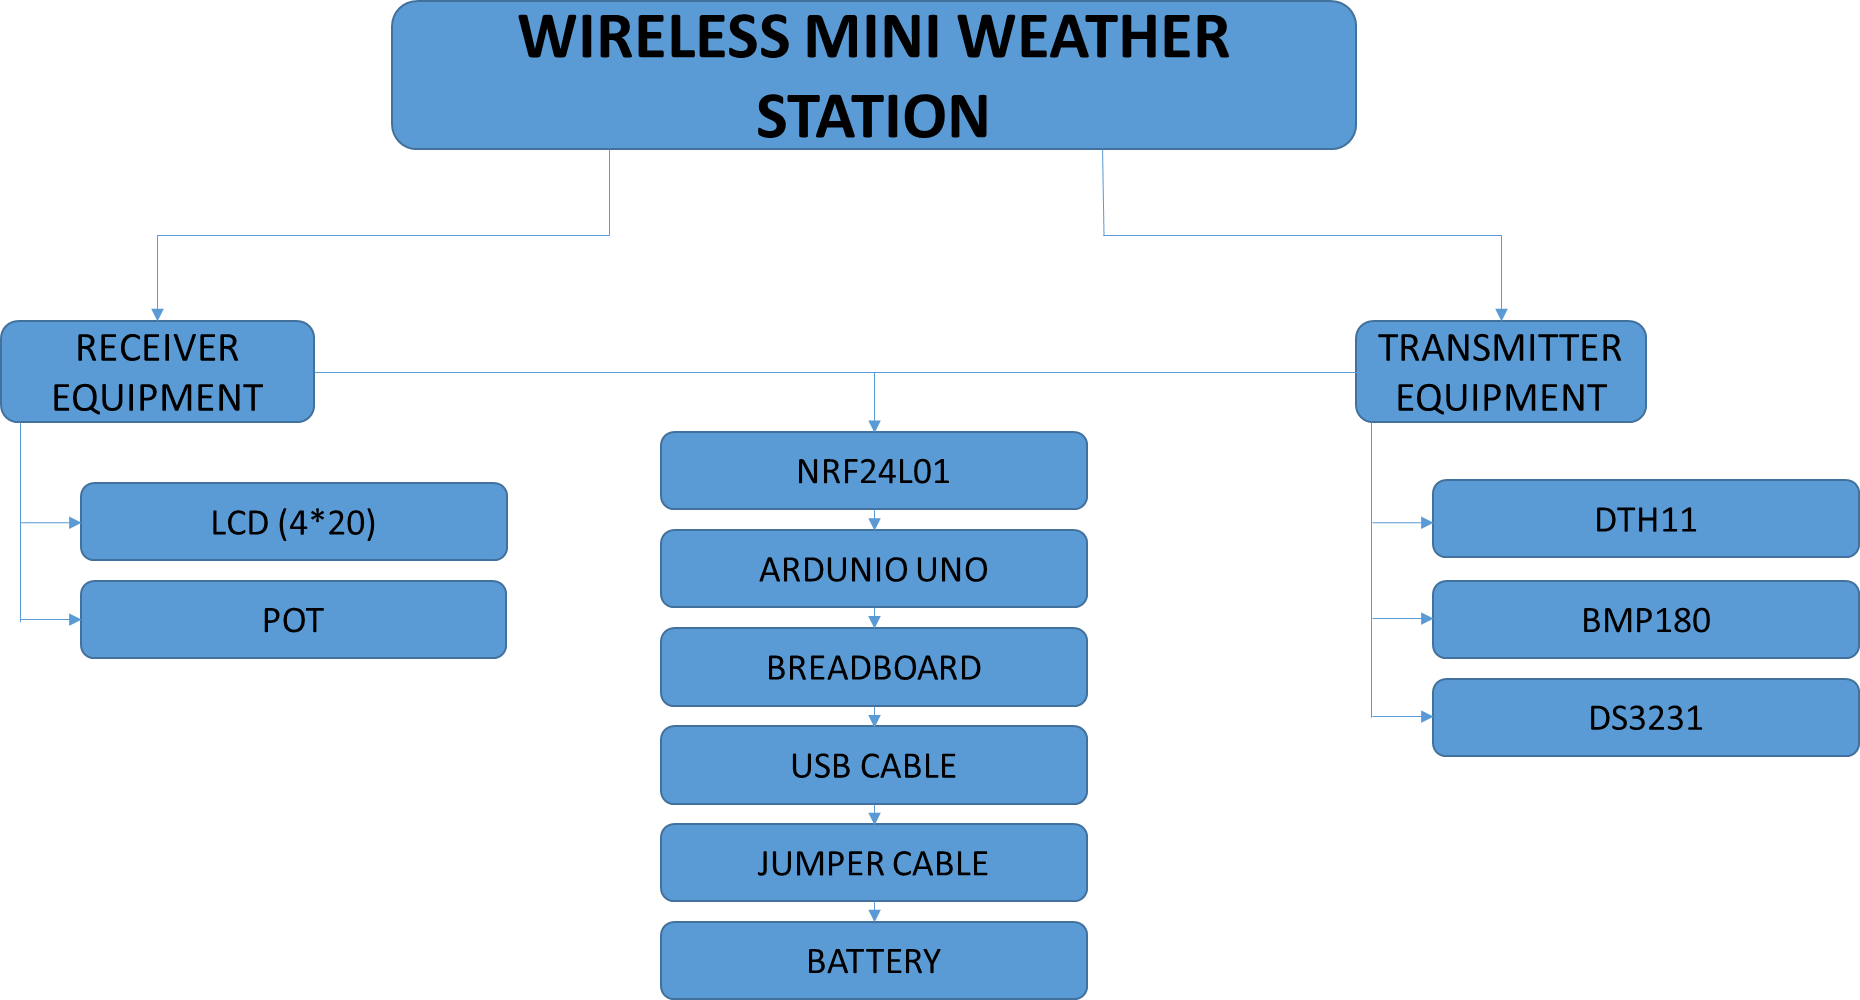 WIRELESS MINI WEATHER
STATION
RECEIVER
EQUIPMENT
TRANSMITTER
EQUIPMENT
LCD (4*20)
POT
NRF24L01
ARDUNIO UNO
BREADBOARD
USB CABLE
JUMPER CABLE
BATTERY
DTH11
BMP180
DS3231